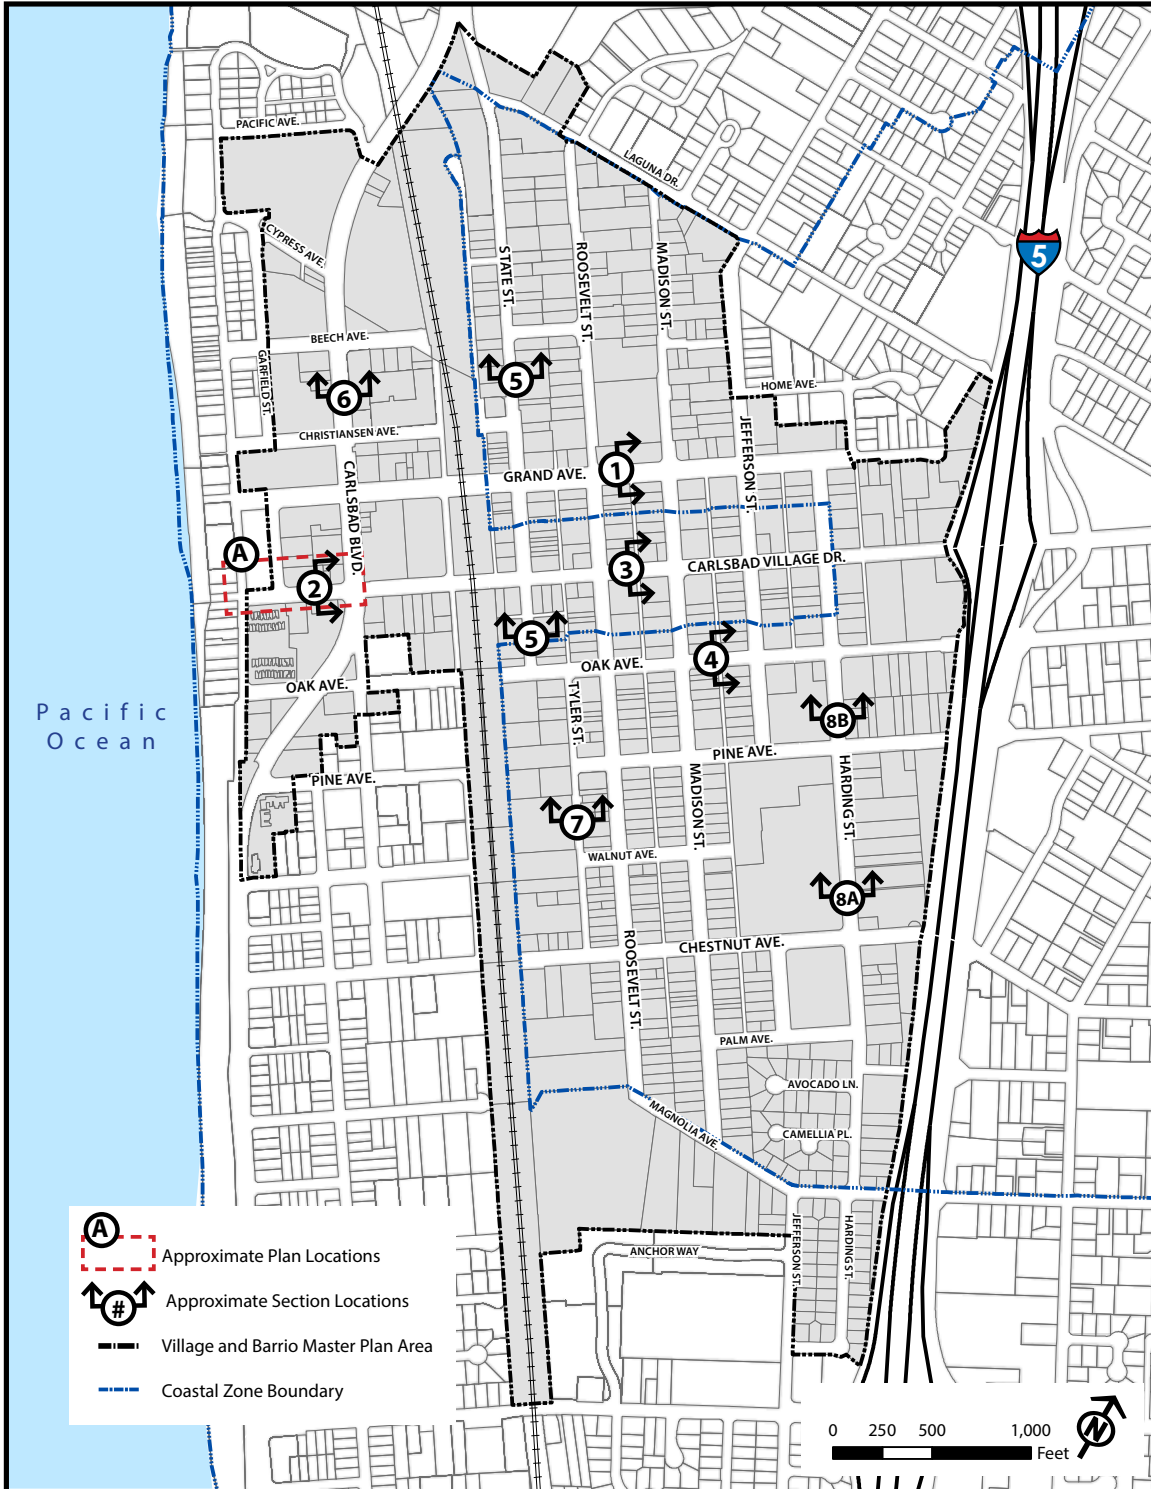 PACIFIC AVE.
LAGUNA DR.
CYPRESS AVE.
STATE ST.
ROOSEVELT ST.
MADISON ST.
5
BEECH AVE.
GARFIELD ST.
5
6
HOME AVE.
CHRISTIANSEN AVE.
JEFFERSON ST.
CARLSBAD BLVD.
GRAND AVE.
1
A
2
3
CARLSBAD VILLAGE DR.
5
OAK AVE.
4
OAK AVE.
TYLER ST.
Pacific
Ocean
8B
PINE AVE.
PINE AVE.
MADISON ST.
HARDING ST.
7
WALNUT AVE.
8A
ROOSEVELT ST.
CHESTNUT AVE.
PALM AVE.
AVOCADO LN.
MAGNOLIA AVE.
CAMELLIA PL.
JEFFERSON ST.
HARDING ST.
ANCHOR WAY
A
Approximate Plan Locations
#
Approximate Section Locations
Village and Barrio Master Plan Area
Coastal Zone Boundary
0 250 500 1,000
Feet
N